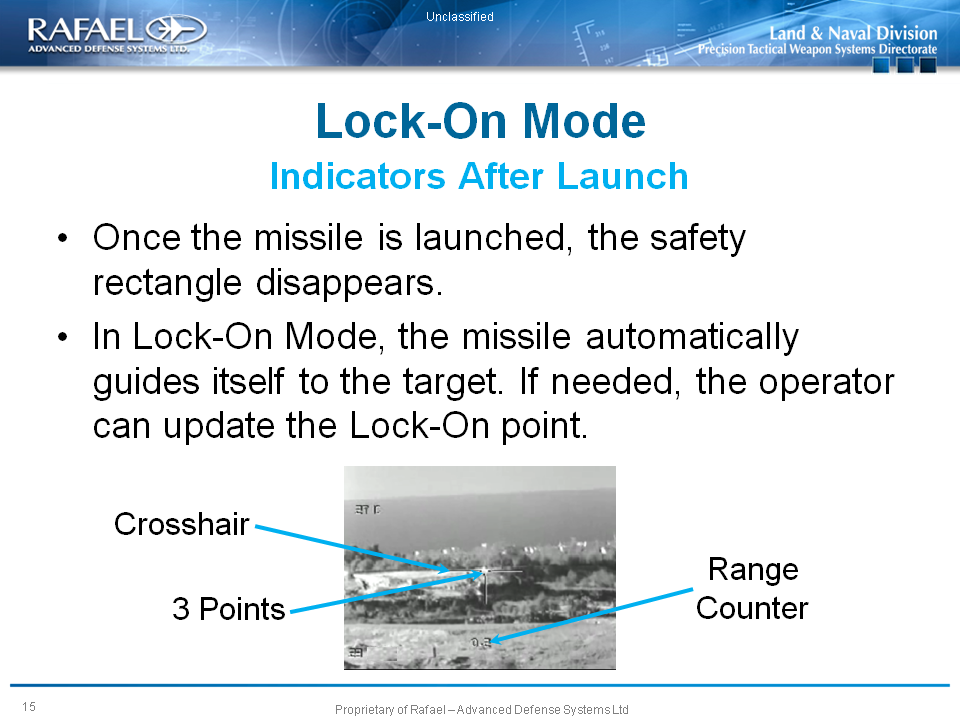 Unclassified
RAFAEL
ADVANCED DEFENSE SYSTEMS LTD.
Land & Naval Division
Precision Tactical Weapon Systems Directorate
Lock-On Mode
Indicators After Launch
• Once the missile is launched, the safety
rectangle disappears.
• In Lock-On Mode, the missile automatically
guides itself to the target. If needed, the operator
can update the Lock-On point.
Crosshair
3 Points
Range
Counter
15
Proprietary of Rafael – Advanced Defense Systems Ltd